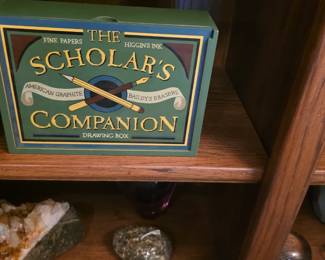 THE
FINE PAPERS HIGGINS INK
SCHOLAR'S
AMERICAN GRAPHITE BAILEY'S ERASERS
COMPANION
DRAWING BOX